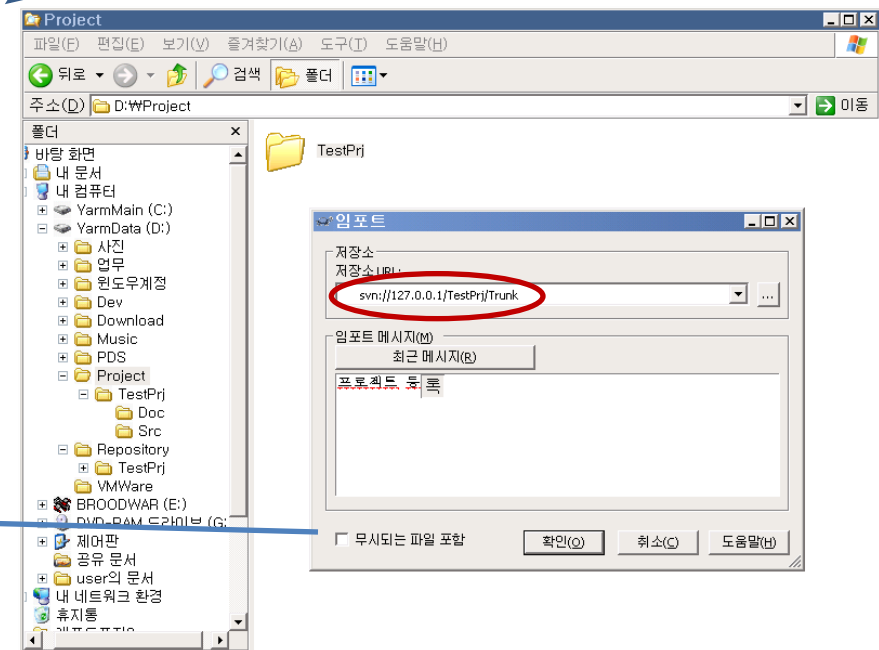 Project
파일(F) 편집(E) 보기(V) 즐겨찾기(A) 도구(T) 도움말(H)
뒤로 검색 폴더
주소(D) D:₩Project 이동
폴더 x
바탕 화면
내 문서
내 컴퓨터
YarmMain (C:)
YarmData (D:)
사진
업무
윈도우계정
Dev
Download
Music
PDS
Project
TestPrj
Doc
Src
Repository
TestPrj
VMWare
BROODWAR (E:)
DVD-RAM 드라이브 (G:
제어판
공유 문서
user의 문서
내 네트워크 환경
휴지통
TestPrj
임포트
저장소
저장소 URL:
svn://127.0.0.1/TestPrj/Trunk
...
임포트 메시지(M)
최근 메시지(R)
프로젝트 등록
무시되는 파일 포함
확인(O) 취소(C) 도움말(H)